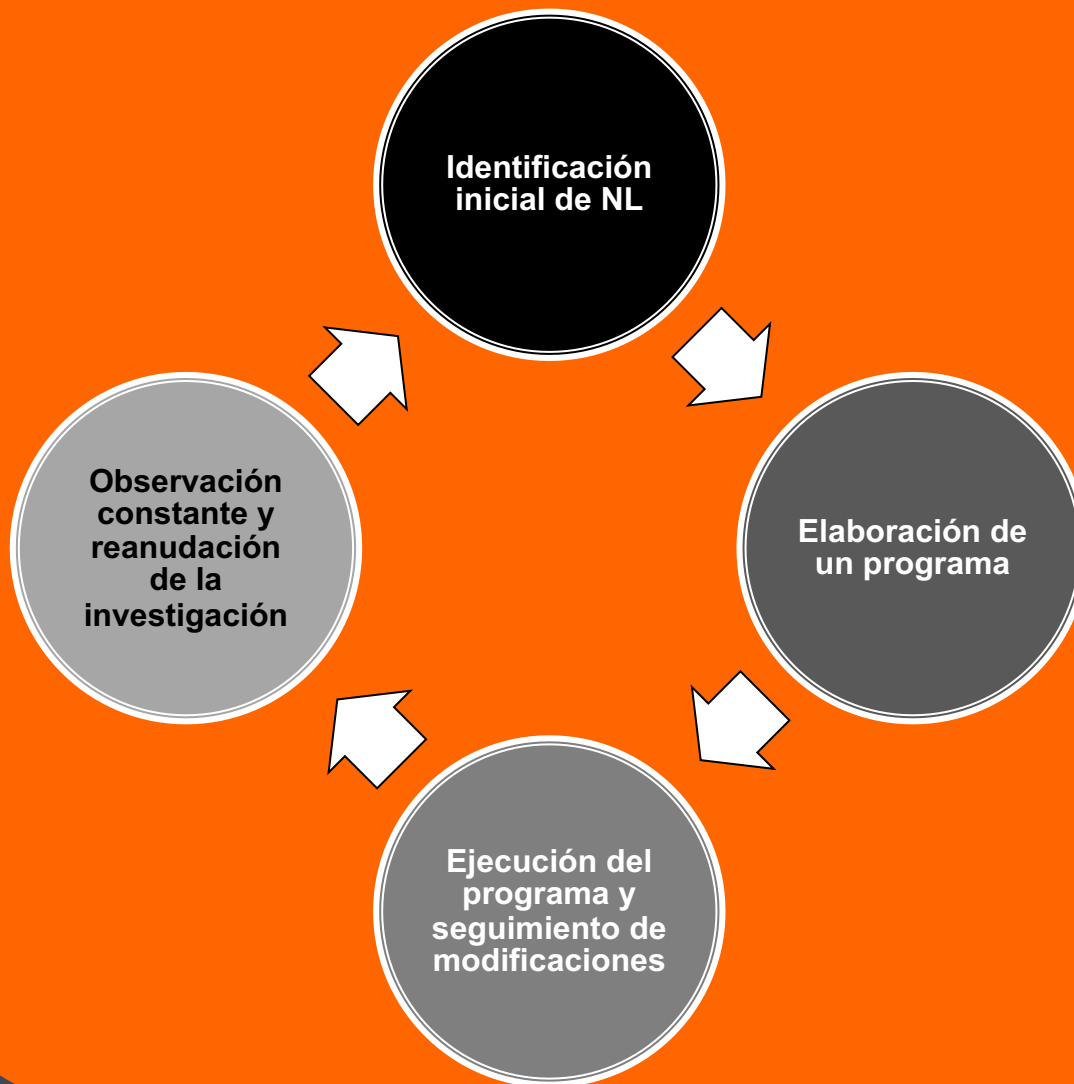 Identificación
inicial de NL
Elaboración de
un programa
Ejecución del
programa y
seguimiento de
modificaciones
Observación
constante y
reanudación
de la
investigación